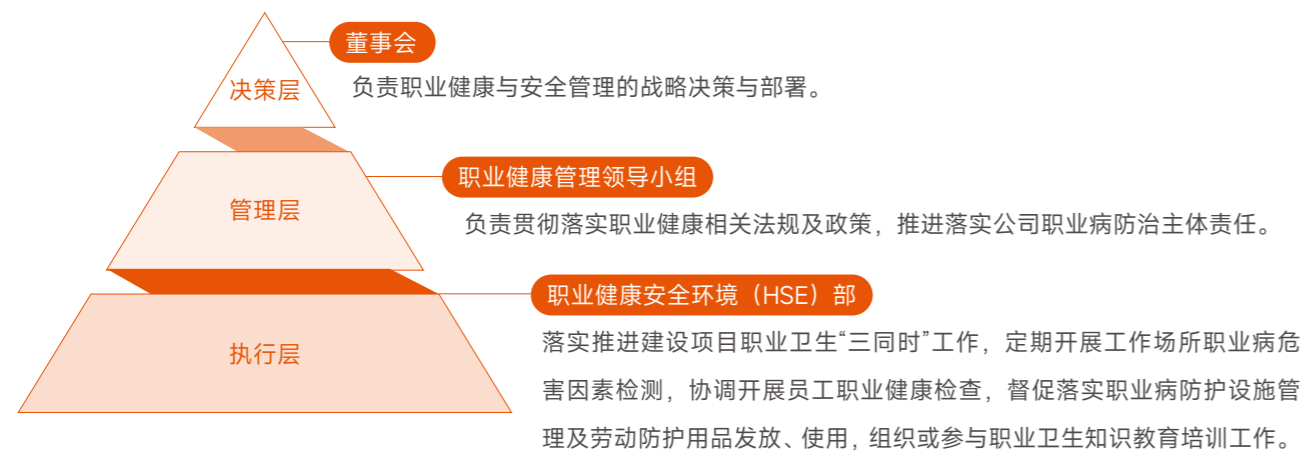 董事会
决策层
负责职业健康与安全管理的战略决策与部署。
职业健康管理领导小组
管理层
负责贯彻落实职业健康相关法规及政策，推进落实公司职业病防治主体责任。
职业健康安全环境（HSE）部
执行层
落实推进建设项目职业卫生“三同时”工作，定期开展工作场所职业病危
害因素检测，协调开展员工职业健康检查，督促落实职业病防护设施管
理及劳动防护用品发放、使用，组织或参与职业卫生知识教育培训工作。